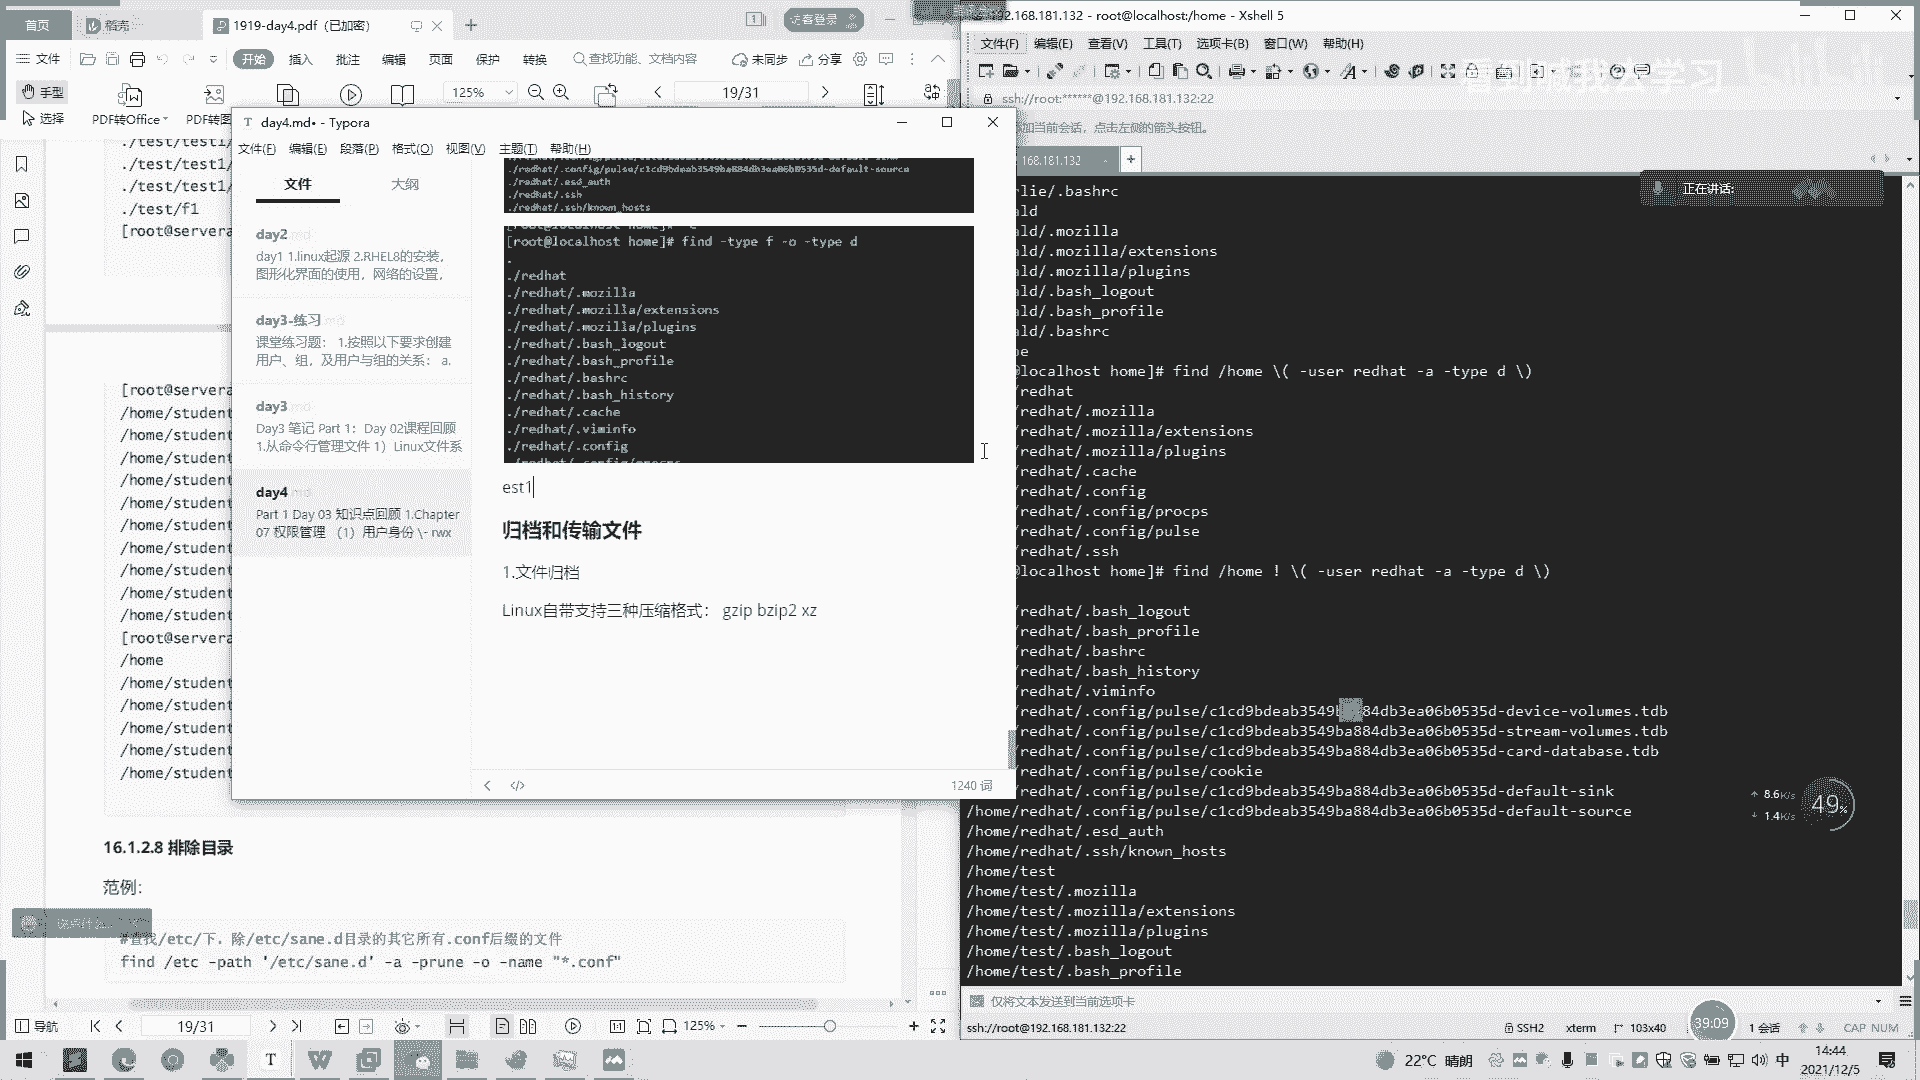 首页
稻壳
1919-day4.pdf（已加密）
访客登录
文件
开始
插入
批注
编辑
页面
保护
转换
查找功能、文档内容
未同步
分享
手型
选择
PDF转Office
125%
19/31
./test/test1/
./test/test1/
./test/f1
[root@servera
[root@servera
/home/student
/home/student
/home/student
/home/student
/home/student
/home/student
/home/student
/home/student
/home/student
/home/student
[root@servera
/home
/home/student
/home/student
/home/student
/home/student
/home/student
16.1.2.8 排除目录
范例：
#查找/etc/下，除/etc/sane.d目录的其它所有.conf后缀的文件
find /etc -path '/etc/sane.d' -a -prune -o -name "*.conf"
导航
19/31
125%
day4.md• - Typora
文件(F)
编辑(E)
段落(P)
格式(O)
视图(V)
主题(T)
帮助(H)
文件
大纲
day2.md
day1 1.linux起源 2.RHEL8的安装，
图形化界面的使用，网络的设置，
day3-练习.md
课堂练习题： 1.按照以下要求创建
用户、组，及用户与组的关系： a.
day3.md
Day3 笔记 Part 1： Day 02课程回顾
1.从命令行管理文件 1）Linux文件系
day4.md
Part 1 Day 03 知识点回顾 1.Chapter
07 权限管理 （1）用户身份 \- rwx
./redhat/.config/pulse/c1cd9bdeab3549ba884db3ea06b0535d-default-source
./redhat/.esd_auth
./redhat/.ssh
./redhat/.ssh/known_hosts
[root@localhost home]# find -type f -o -type d
.
./redhat
./redhat/.mozilla
./redhat/.mozilla/extensions
./redhat/.mozilla/plugins
./redhat/.bash_logout
./redhat/.bash_profile
./redhat/.bashrc
./redhat/.bash_history
./redhat/.cache
./redhat/.viminfo
./redhat/.config
./redhat/.config/procps
est1
归档和传输文件
1.文件归档
Linux自带支持三种压缩格式： gzip bzip2 xz
1240 词
192.168.181.132 - root@localhost:/home - Xshell 5
文件(F)
编辑(E)
查看(V)
工具(T)
选项卡(B)
窗口(W)
帮助(H)
看到喊我去学习
ssh://root:******@192.168.181.132:22
加当前会话，点击左侧的箭头按钮。
168.181.132
正在讲话:
rlie/.bashrc
ald
ald/.mozilla
ald/.mozilla/extensions
ald/.mozilla/plugins
ald/.bash_logout
ald/.bash_profile
ald/.bashrc
pe
@localhost home]# find /home \( -user redhat -a -type d \)
/redhat
/redhat/.mozilla
/redhat/.mozilla/extensions
/redhat/.mozilla/plugins
/redhat/.cache
/redhat/.config
/redhat/.config/procps
/redhat/.config/pulse
/redhat/.ssh
@localhost home]# find /home ! \( -user redhat -a -type d \)
/redhat/.bash_logout
/redhat/.bash_profile
/redhat/.bashrc
/redhat/.bash_history
/redhat/.viminfo
/redhat/.config/pulse/c1cd9bdeab3549b 84db3ea06b0535d-device-volumes.tdb
/redhat/.config/pulse/c1cd9bdeab3549ba884db3ea06b0535d-stream-volumes.tdb
/redhat/.config/pulse/c1cd9bdeab3549ba884db3ea06b0535d-card-database.tdb
/redhat/.config/pulse/cookie
/redhat/.config/pulse/c1cd9bdeab3549ba884db3ea06b0535d-default-sink
/home/redhat/.config/pulse/c1cd9bdeab3549ba884db3ea06b0535d-default-source
/home/redhat/.esd_auth
/home/redhat/.ssh/known_hosts
/home/test
/home/test/.mozilla
/home/test/.mozilla/extensions
/home/test/.mozilla/plugins
/home/test/.bash_logout
/home/test/.bash_profile
8.6K/s
1.4K/s
49%
仅将文本发送到当前选项卡
ssh://root@192.168.181.132:22
SSH2
xterm
103x40
39:09
1 会话
CAP NUM
22°C 晴朗
中
14:44
2021/12/5